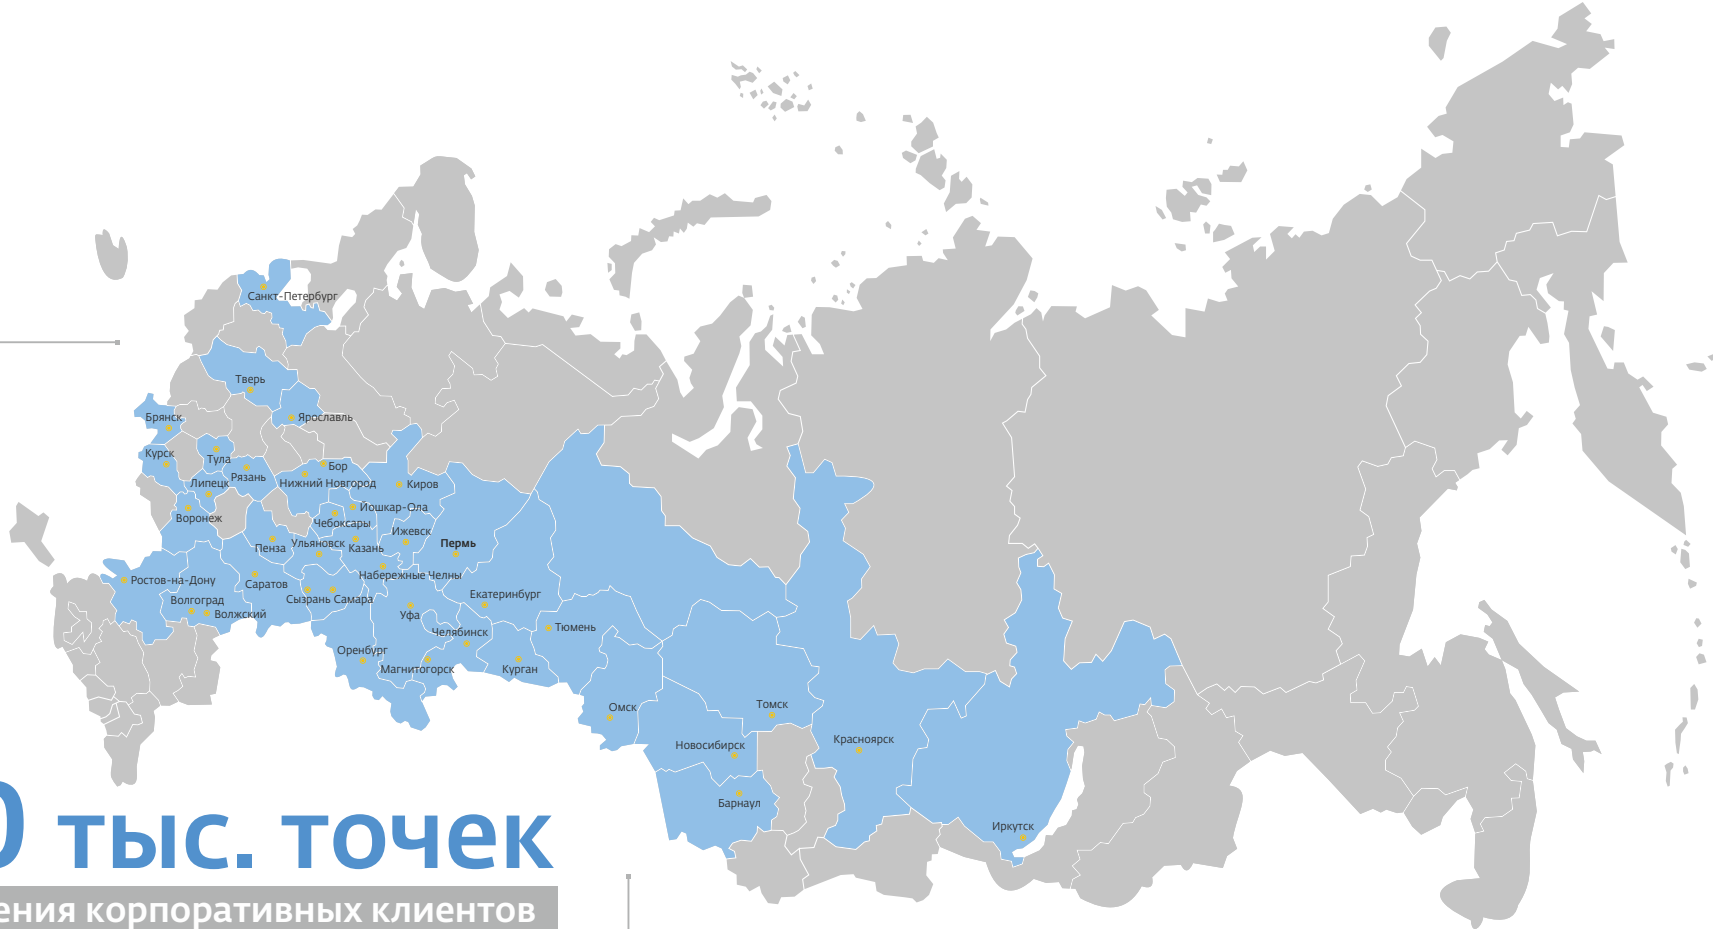 Санкт-Петербург
Тверь
Ярославль
Брянск
Курск
Тула
Бор
Рязань
Липецк
Нижний Новгород
Киров
Воронеж
Йошкар-Ола
Чебоксары
Ижевск
Пенза
Ульяновск
Казань
Пермь
Набережные Челны
Ростов-на-Дону
Саратов
Волгоград
Сызрань
Самара
Екатеринбург
Волжский
Уфа
Челябинск
Тюмень
Оренбург
Магнитогорск
Курган
Омск
Томск
Новосибирск
Красноярск
Барнаул
Иркутск
0 тыс. точек
ения корпоративных клиентов